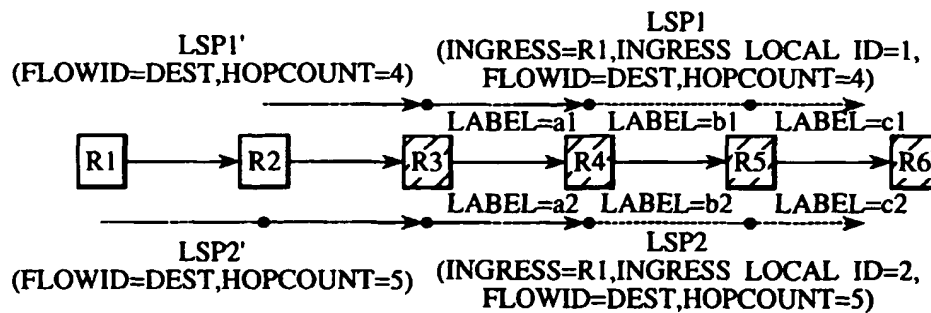 LSP1'
(FLOWID=DEST,HOPCOUNT=4)
LSP1
(INGRESS=R1,INGRESS LOCAL ID=1,
FLOWID=DEST,HOPCOUNT=4)
LABEL=a1 LABEL=b1 LABEL=c1
R1 R2 R3 R4 R5 R6
LABEL=a2 LABEL=b2 LABEL=c2
LSP2'
(FLOWID=DEST,HOPCOUNT=5)
LSP2
(INGRESS=R1,INGRESS LOCAL ID=2,
FLOWID=DEST,HOPCOUNT=5)